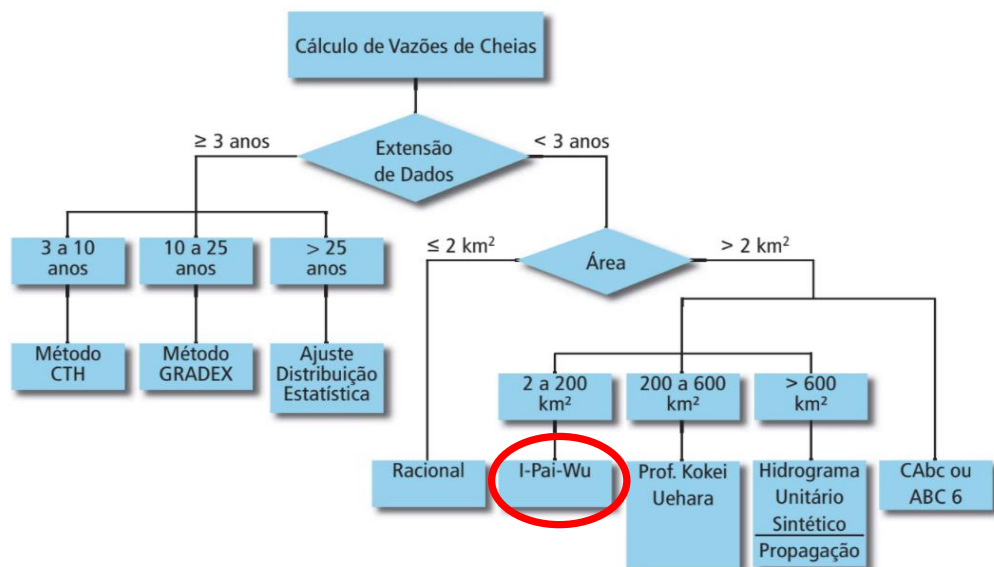 Cálculo de Vazões de Cheias
≥ 3 anos
< 3 anos
Extensão
de Dados
≤ 2 km²
> 2 km²
Área
3 a 10
anos
10 a 25
anos
> 25
anos
Método
CTH
Método
GRADEX
Ajuste
Distribuição
Estatística
2 a 200
km²
200 a 600
km²
> 600
km²
Racional
I-Pai-Wu
Prof. Kokei
Uehara
Hidrograma
Unitário
Sintético
Propagação
CAbc ou
ABC 6